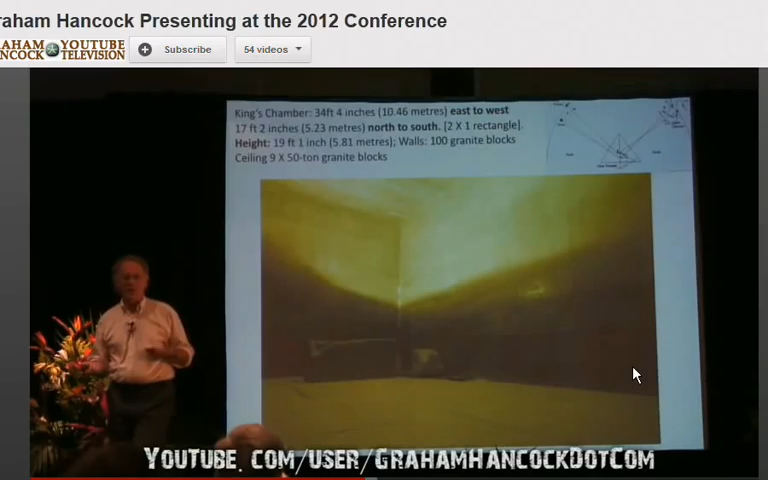 raham Hancock Presenting at the 2012 Conference
AHAM YOUTUBE
NCOCK TELEVISION
Subscribe
54 videos
King's Chamber: 34ft 4 inches (10.46 metres) east to west
17 ft 2 inches (5.23 metres) north to south. [2 X 1 rectangle].
Height: 19 ft 1 inch (5.81 metres); Walls: 100 granite blocks
Ceiling 9 X 50-ton granite blocks
YOUTUBE. COM/USER/GRAHAMHANCOCKDOTCOM